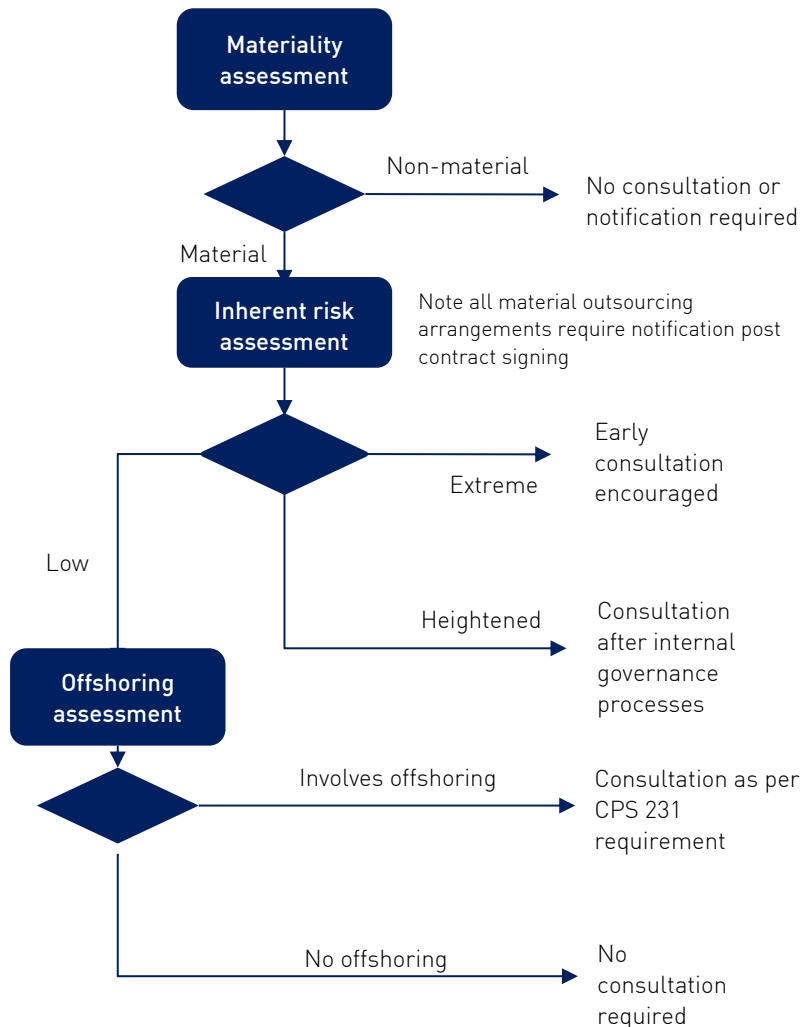 Materiality
assessment
Non-material
No consultation or
notification required
Material
Inherent risk
assessment
Note all material outsourcing
arrangements require notification post
contract signing
Early
consultation
encouraged
Extreme
Low
Heightened
Consultation
after internal
governance
processes
Offshoring
assessment
Involves offshoring
Consultation as per
CPS 231
requirement
No offshoring
No
consultation
required